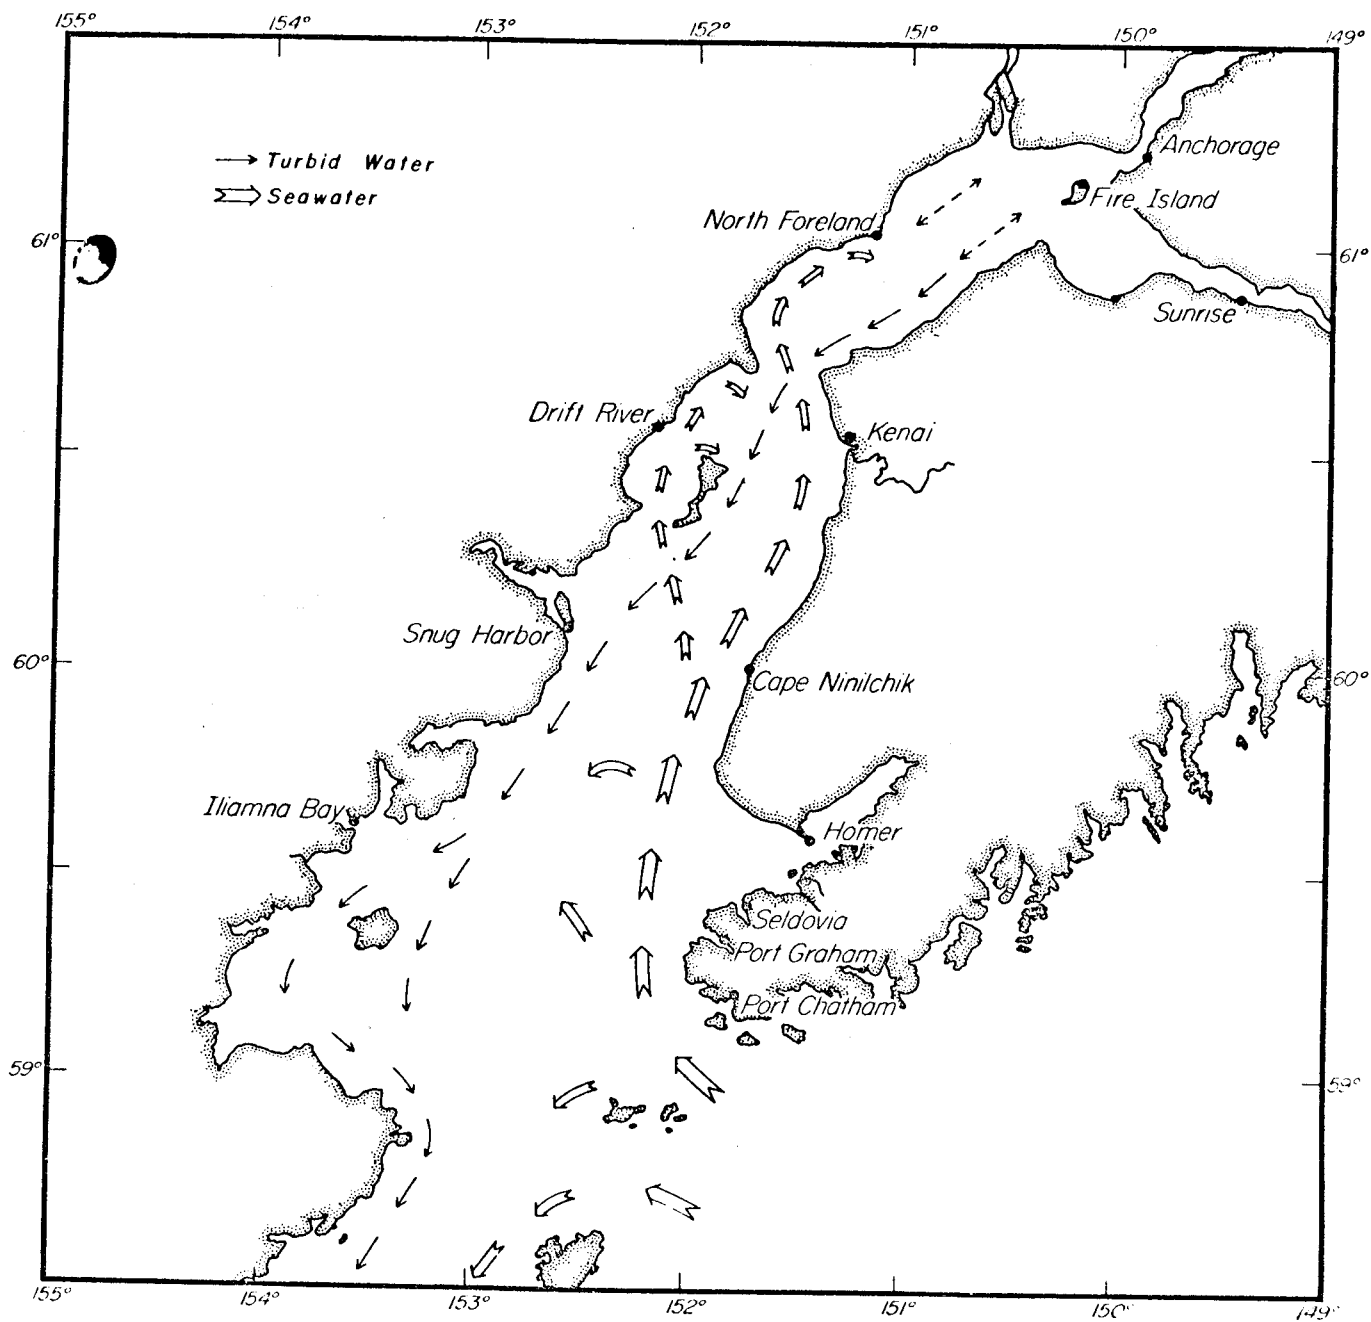 155° 154° 153° 152° 151° 150° 149°
Turbid Water
Seawater
Anchorage
Fire Island
North Foreland
61° 61°
Sunrise
Drift River
Kenai
Snug Harbor
60° 60°
Cape Ninilchik
Iliamna Bay
Homer
Seldovia
Port Graham
Port Chatham
59° 59°
155° 154° 153° 152° 151° 150° 149°